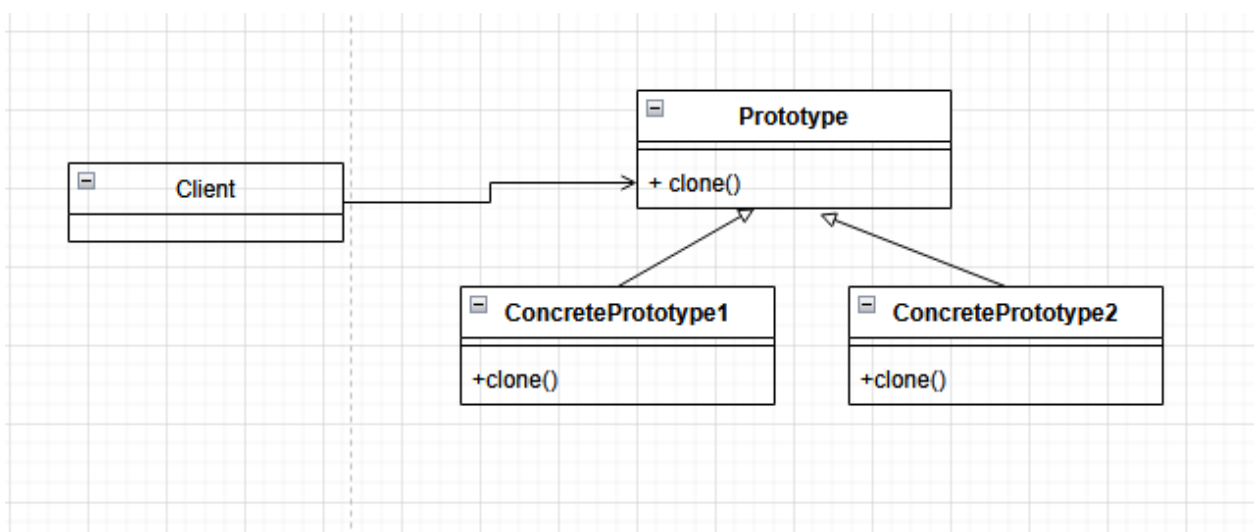 Prototype
Client
+ clone()
ConcretePrototype1
ConcretePrototype2
+clone()
+clone()